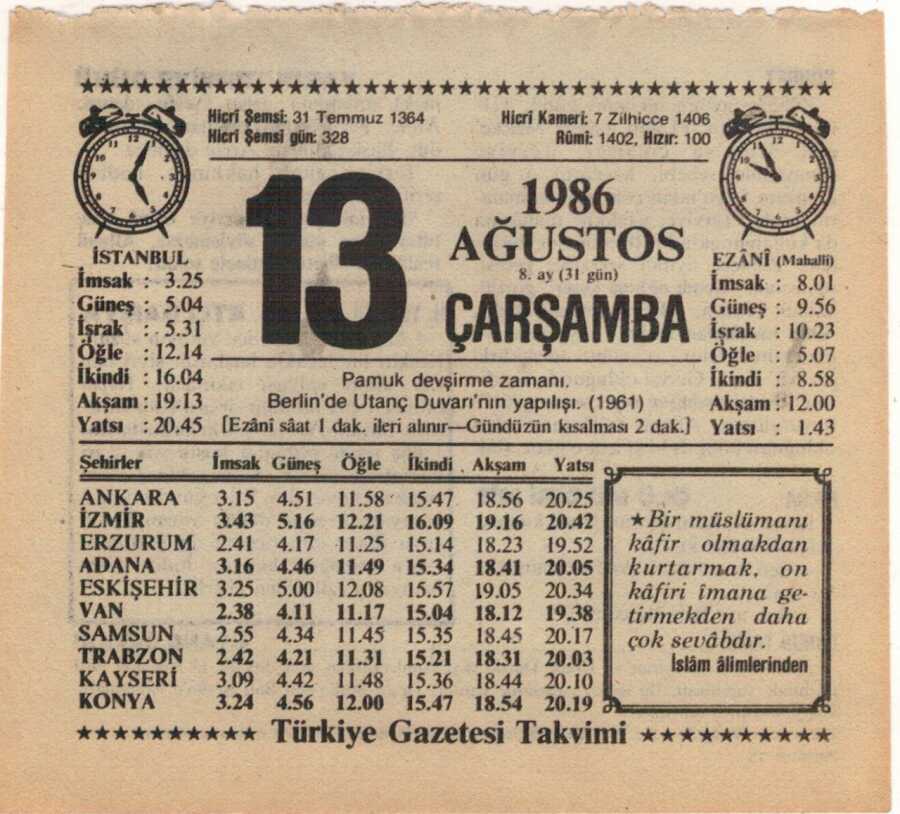 Hicrî Şemsî: 31 Temmuz 1364
Hicrî Şemsî gün: 328
Hicrî Kamerî: 7 Zilhicce 1406
Rûmi: 1402, Hızır: 100
13
1986
AĞUSTOS
8. ay (31 gün)
ÇARŞAMBA
İSTANBUL
İmsak : 3.25
Güneş : 5.04
İşrak : 5.31
Öğle : 12.14
İkindi : 16.04
Akşam : 19.13
Yatsı : 20.45
EZÂNÎ (Mahallî)
İmsak : 8.01
Güneş : 9.56
İşrak : 10.23
Öğle : 5.07
İkindi : 8.58
Akşam : 12.00
Yatsı : 1.43
Pamuk devşirme zamanı.
Berlin'de Utanç Duvarı'nın yapılışı. (1961)
[Ezânî sâat 1 dak. ileri alınır—Gündüzün kısalması 2 dak.]
Şehirler İmsak Güneş Öğle İkindi Akşam Yatsı
ANKARA 3.15 4.51 11.58 15.47 18.56 20.25
İZMİR 3.43 5.16 12.21 16.09 19.16 20.42
ERZURUM 2.41 4.17 11.25 15.14 18.23 19.52
ADANA 3.16 4.46 11.49 15.34 18.41 20.05
ESKİŞEHİR 3.25 5.00 12.08 15.57 19.05 20.34
VAN 2.38 4.11 11.17 15.04 18.12 19.38
SAMSUN 2.55 4.34 11.45 15.35 18.45 20.17
TRABZON 2.42 4.21 11.31 15.21 18.31 20.03
KAYSERİ 3.09 4.42 11.48 15.36 18.44 20.10
KONYA 3.24 4.56 12.00 15.47 18.54 20.19
★Bir müslümanı
kâfir olmakdan
kurtarmak, on
kâfiri îmana ge-
tirmekden daha
çok sevâbdır.
İslâm âlimlerinden
Türkiye Gazetesi Takvimi